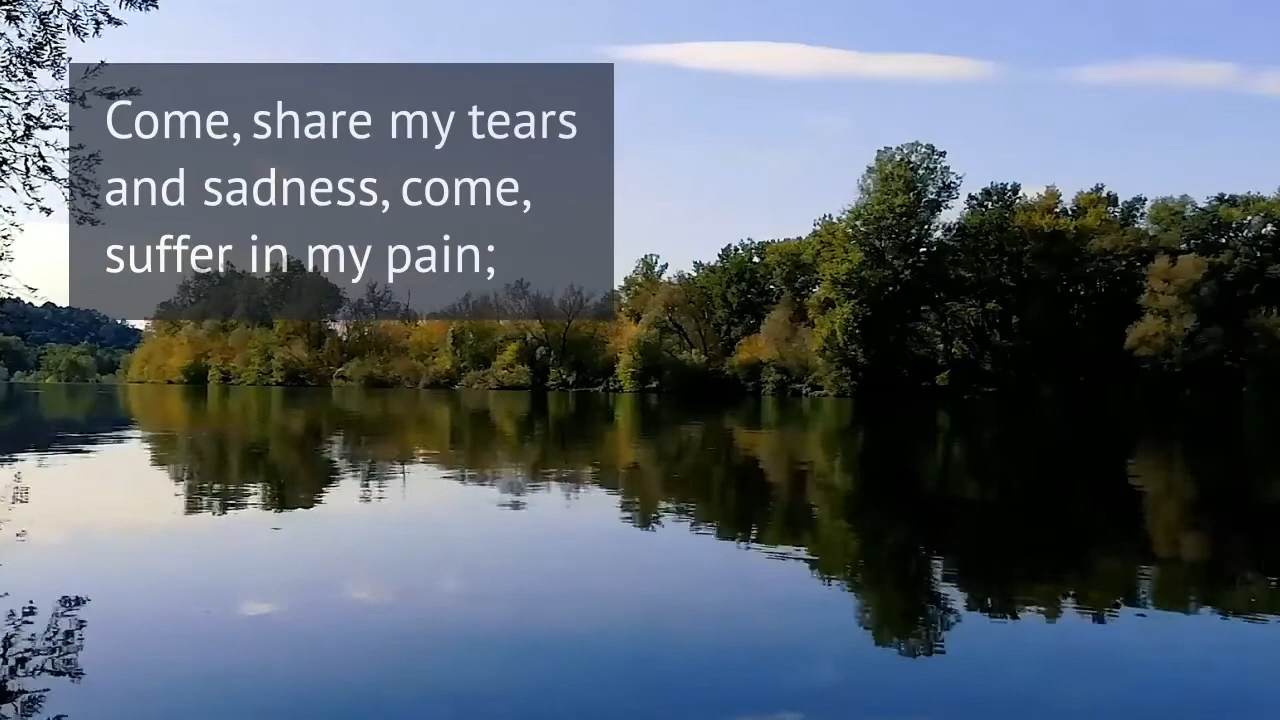 Come, share my tears
and sadness, come,
suffer in my pain;